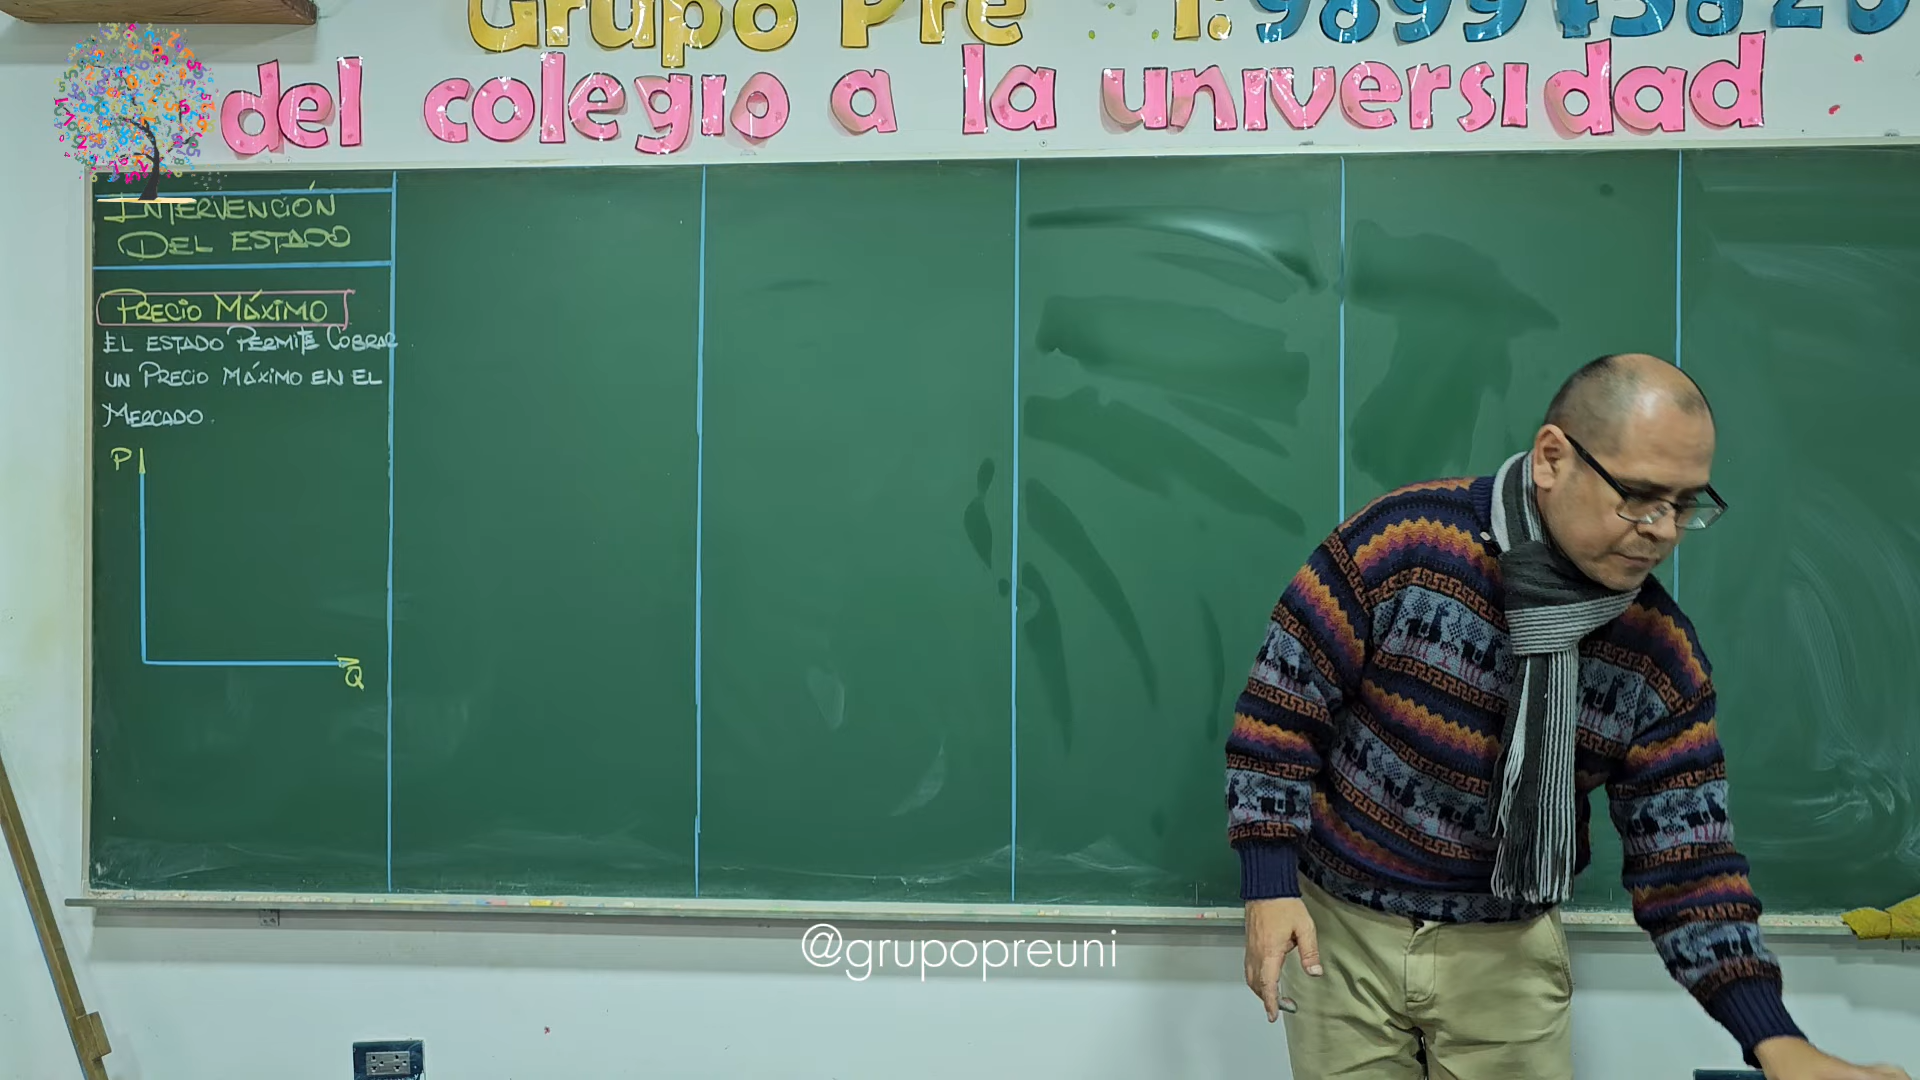 Grupo Pre
del colegio a la universidad
INTERVENCIÓN
DEL ESTADO
PRECIO MÁXIMO
EL ESTADO PERMITE COBRAR
UN PRECIO MÁXIMO EN EL
MERCADO.
P
Q
@grupopreuni